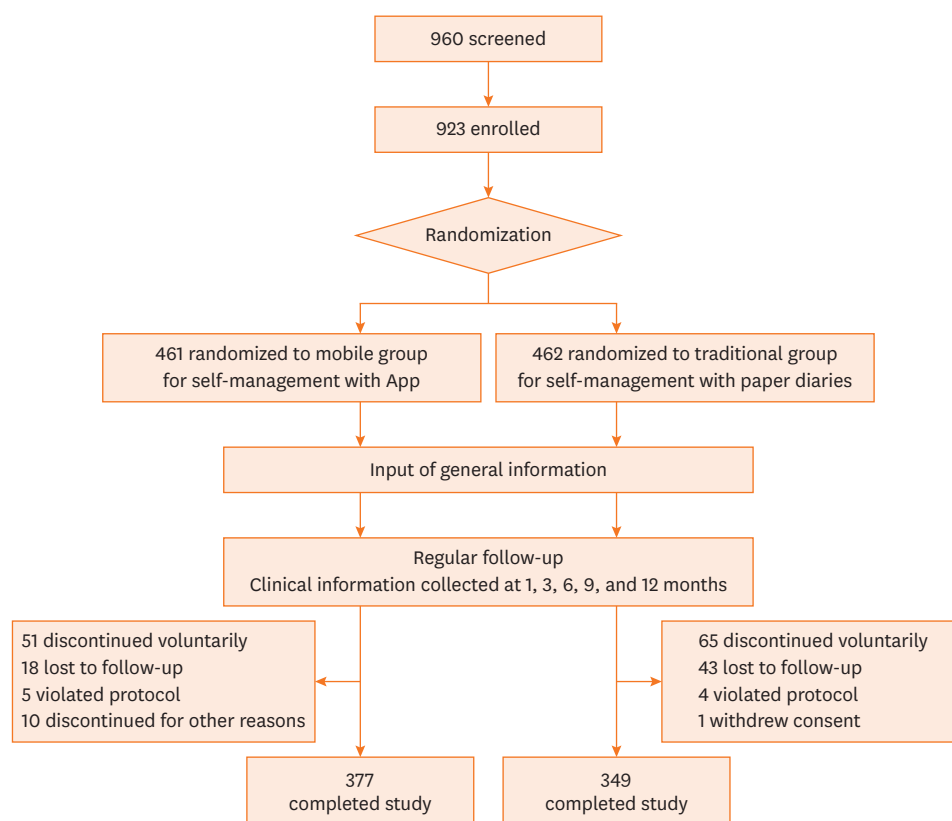 960 screened
923 enrolled
Randomization
461 randomized to mobile group
for self-management with App
462 randomized to traditional group
for self-management with paper diaries
Input of general information
Regular follow-up
Clinical information collected at 1, 3, 6, 9, and 12 months
51 discontinued voluntarily
18 lost to follow-up
5 violated protocol
10 discontinued for other reasons
65 discontinued voluntarily
43 lost to follow-up
4 violated protocol
1 withdrew consent
377
completed study
349
completed study